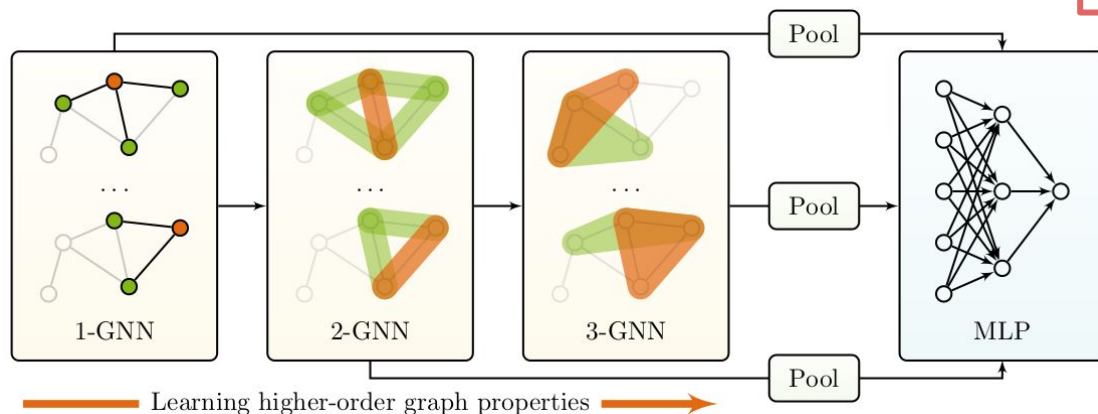 Pool
1-GNN
...
2-GNN
...
3-GNN
...
Pool
MLP
Pool
Learning higher-order graph properties